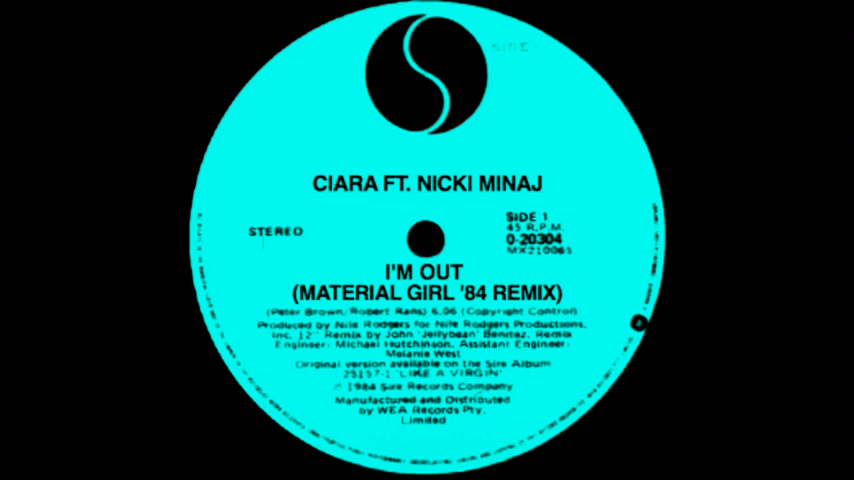 SIRE
CIARA FT. NICKI MINAJ
STEREO
SIDE 1
45 R.P.M.
0-20304
MX210065
I'M OUT
(MATERIAL GIRL '84 REMIX)
(Peter Brown/Robert Rans) 6.06 (Copyright Control)
Produced by Nile Rodgers for Nile Rodgers Productions,
Inc. 12" Remix by John 'Jellybean' Benitez, Remix
Engineer: Michael Hutchinson, Assistant Engineer:
Melanie West
Original version available on the Sire Album
25157-1 'LIKE A VIRGIN'
℗ 1984 Sire Records Company
Manufactured and Distributed
by WEA Records Pty.
Limited